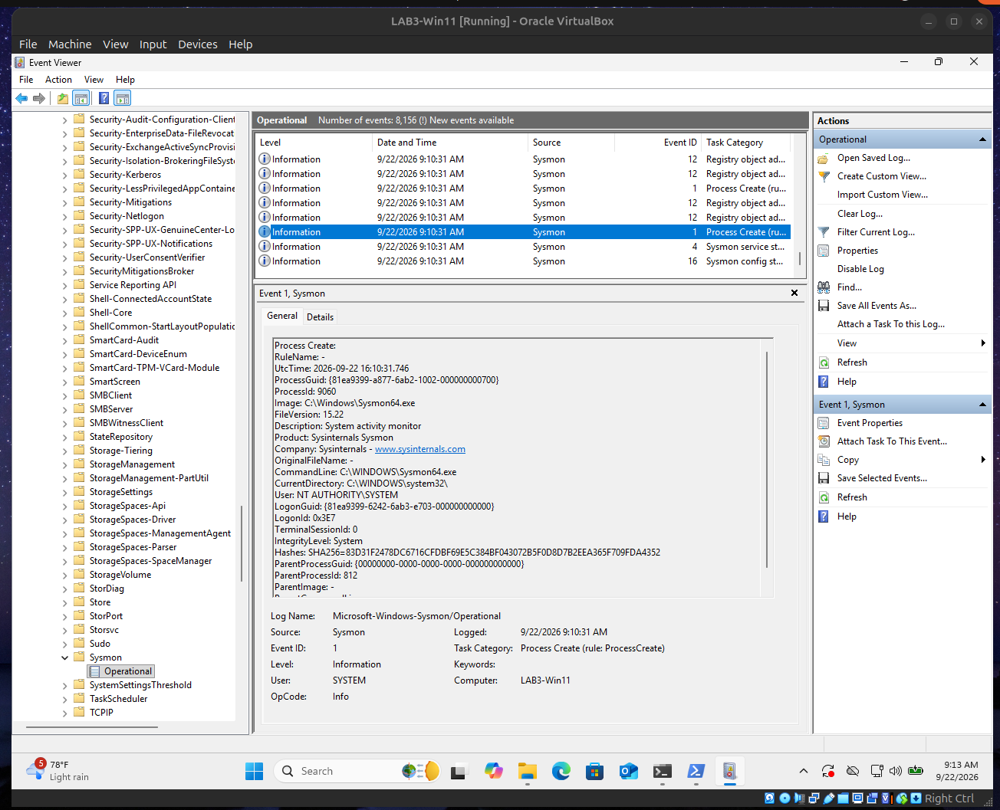 LAB3-Win11 [Running] - Oracle VirtualBox
File Machine View Input Devices Help
Event Viewer
File Action View Help
Security-Audit-Configuration-Client
Security-EnterpriseData-FileRevocat
Security-ExchangeActiveSyncProvisi
Security-Isolation-BrokeringFileSyst
Security-Kerberos
Security-LessPrivilegedAppContaine
Security-Mitigations
Security-Netlogon
Security-SPP-UX-GenuineCenter-Lo
Security-SPP-UX-Notifications
Security-UserConsentVerifier
SecurityMitigationsBroker
Service Reporting API
Shell-ConnectedAccountState
Shell-Core
ShellCommon-StartLayoutPopulatic
SmartCard-Audit
SmartCard-DeviceEnum
SmartCard-TPM-VCard-Module
SmartScreen
SMBClient
SMBServer
SMBWitnessClient
StateRepository
Storage-Tiering
StorageManagement
StorageManagement-PartUtil
StorageSettings
StorageSpaces-Api
StorageSpaces-Driver
StorageSpaces-ManagementAgent
StorageSpaces-Parser
StorageSpaces-SpaceManager
StorageVolume
StorDiag
Store
StorPort
Storsvc
Sudo
Sysmon
Operational
SystemSettingsThreshold
TaskScheduler
TCPIP
Operational Number of events: 8,156 (!) New events available
Level Date and Time Source Event ID Task Category
Information 9/22/2026 9:10:31 AM Sysmon 12 Registry object ad...
Information 9/22/2026 9:10:31 AM Sysmon 12 Registry object ad...
Information 9/22/2026 9:10:31 AM Sysmon 1 Process Create (ru...
Information 9/22/2026 9:10:31 AM Sysmon 12 Registry object ad...
Information 9/22/2026 9:10:31 AM Sysmon 12 Registry object ad...
Information 9/22/2026 9:10:31 AM Sysmon 1 Process Create (ru...
Information 9/22/2026 9:10:31 AM Sysmon 4 Sysmon service st...
Information 9/22/2026 9:10:31 AM Sysmon 16 Sysmon config st...
Event 1, Sysmon
General Details
Process Create:
RuleName: -
UtcTime: 2026-09-22 16:10:31.746
ProcessGuid: {81ea9399-a877-6ab2-1002-000000000700}
ProcessId: 9060
Image: C:\Windows\Sysmon64.exe
FileVersion: 15.22
Description: System activity monitor
Product: Sysinternals Sysmon
Company: Sysinternals - www.sysinternals.com
OriginalFileName: -
CommandLine: C:\WINDOWS\Sysmon64.exe
CurrentDirectory: C:\WINDOWS\system32\
User: NT AUTHORITY\SYSTEM
LogonGuid: {81ea9399-6242-6ab3-e703-000000000000}
LogonId: 0x3E7
TerminalSessionId: 0
IntegrityLevel: System
Hashes: SHA256=83D31F2478DC6716CFDBF69E5C384BF043072B5F0D8D7B2EEA365F709FDA4352
ParentProcessGuid: {00000000-0000-0000-0000-000000000000}
ParentProcessId: 812
ParentImage: -
Log Name: Microsoft-Windows-Sysmon/Operational
Source: Sysmon Logged: 9/22/2026 9:10:31 AM
Event ID: 1 Task Category: Process Create (rule: ProcessCreate)
Level: Information Keywords:
User: SYSTEM Computer: LAB3-Win11
OpCode: Info
Actions
Operational
Open Saved Log...
Create Custom View...
Import Custom View...
Clear Log...
Filter Current Log...
Properties
Disable Log
Find...
Save All Events As...
Attach a Task To this Log...
View
Refresh
Help
Event 1, Sysmon
Event Properties
Attach Task To This Event...
Copy
Save Selected Events...
Refresh
Help
5
78°F
Light rain
Search
9:13 AM
9/22/2026
Right Ctrl